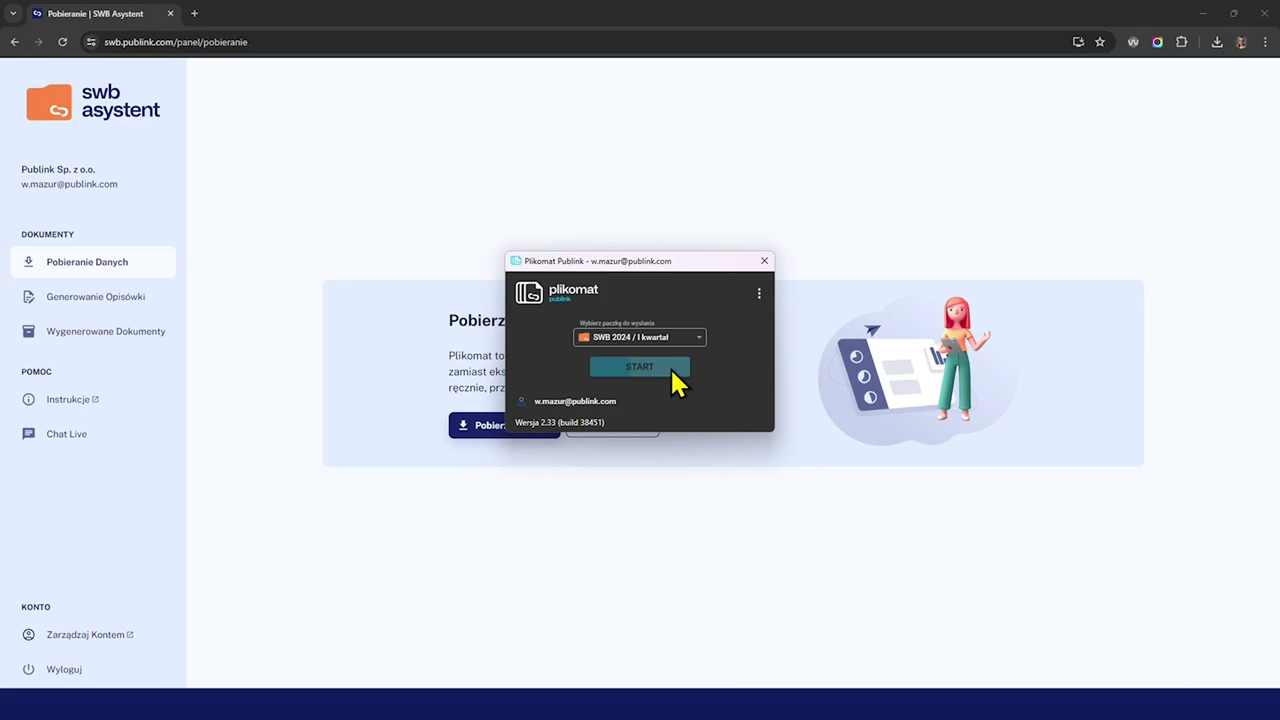 Pobieranie | SWB Asystent
swb.publink.com/panel/pobieranie
swb
asystent
Publink Sp. z o.o.
w.mazur@publink.com
DOKUMENTY
Pobieranie Danych
Generowanie Opisówki
Wygenerowane Dokumenty
POMOC
Instrukcje
Chat Live
KONTO
Zarządzaj Kontem
Wyloguj
Pobierz
Plikomat to
zamiast eks
ręcznie, prz
Pobier
Plikomat Publink - w.mazur@publink.com
plikomat
publink
Wybierz paczkę do wysłania
SWB 2024 / I kwartał
START
w.mazur@publink.com
Wersja 2.33 (build 38451)